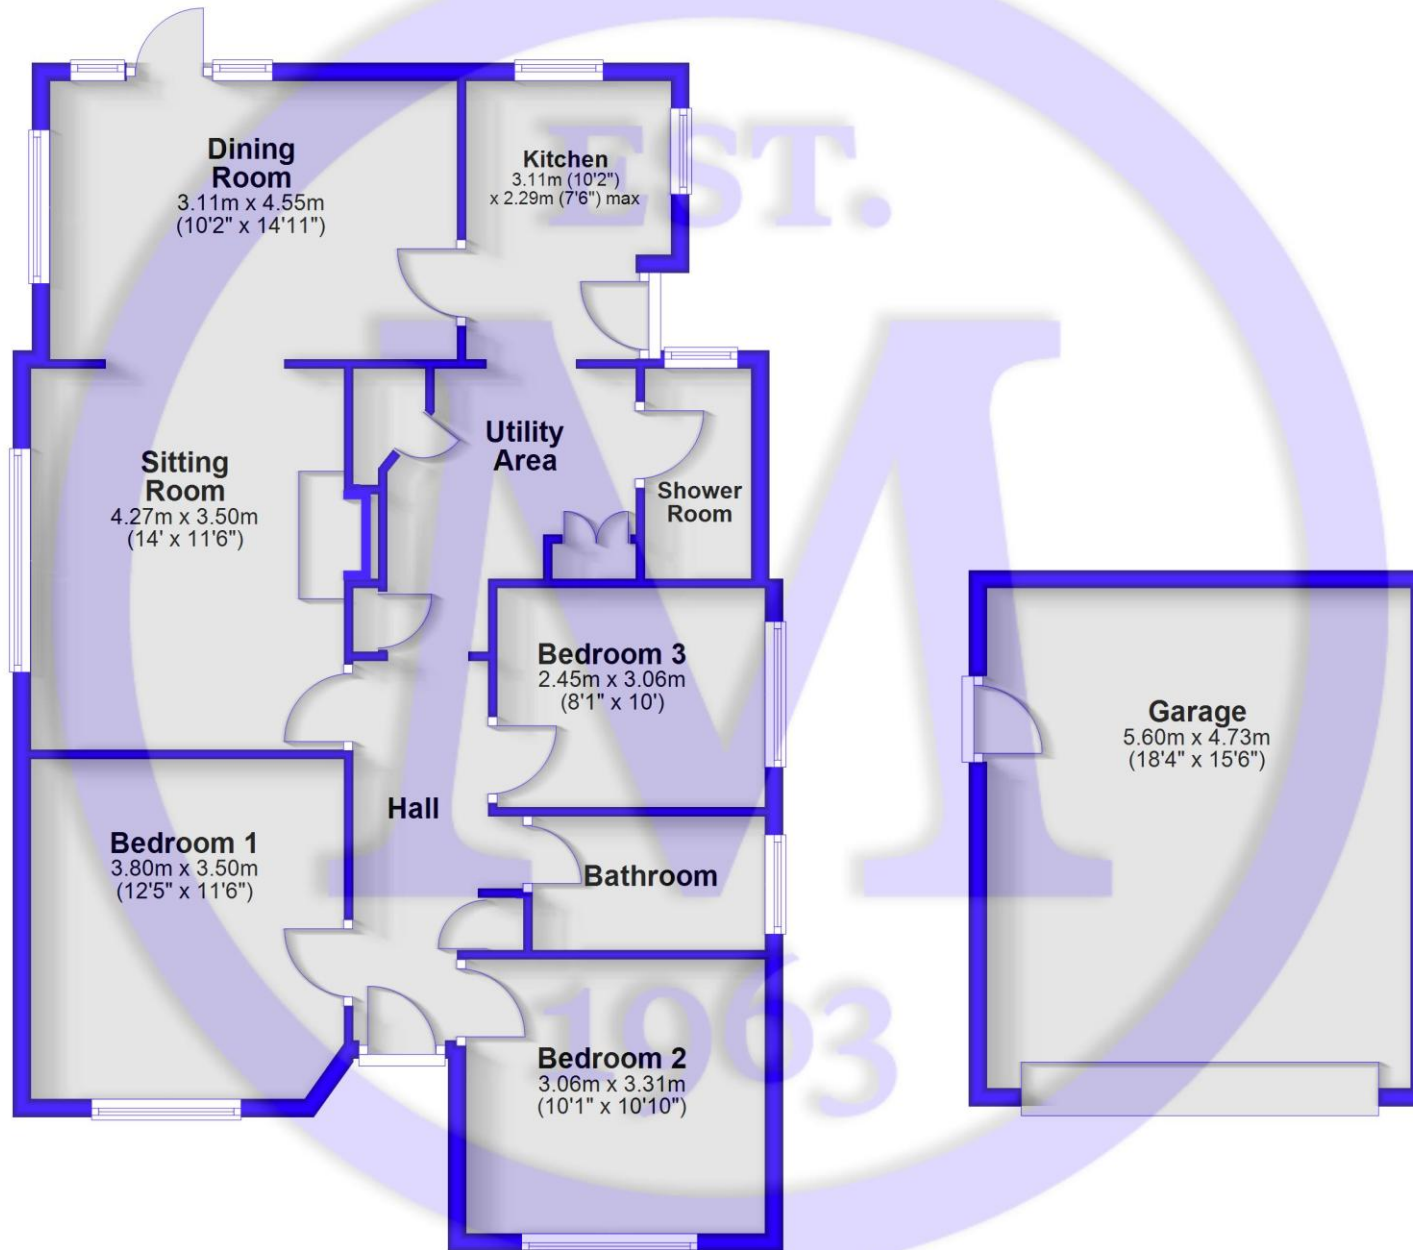 EST.
Dining
Room
3.11m x 4.55m
(10'2" x 14'11")
Kitchen
3.11m (10'2")
x 2.29m (7'6") max
Utility
Area
Sitting
Room
4.27m x 3.50m
(14' x 11'6")
Shower
Room
Bedroom 3
2.45m x 3.06m
(8'1" x 10')
Garage
5.60m x 4.73m
(18'4" x 15'6")
Hall
Bedroom 1
3.80m x 3.50m
(12'5" x 11'6")
Bathroom
M
Bedroom 2
3.06m x 3.31m
(10'1" x 10'10")
1963